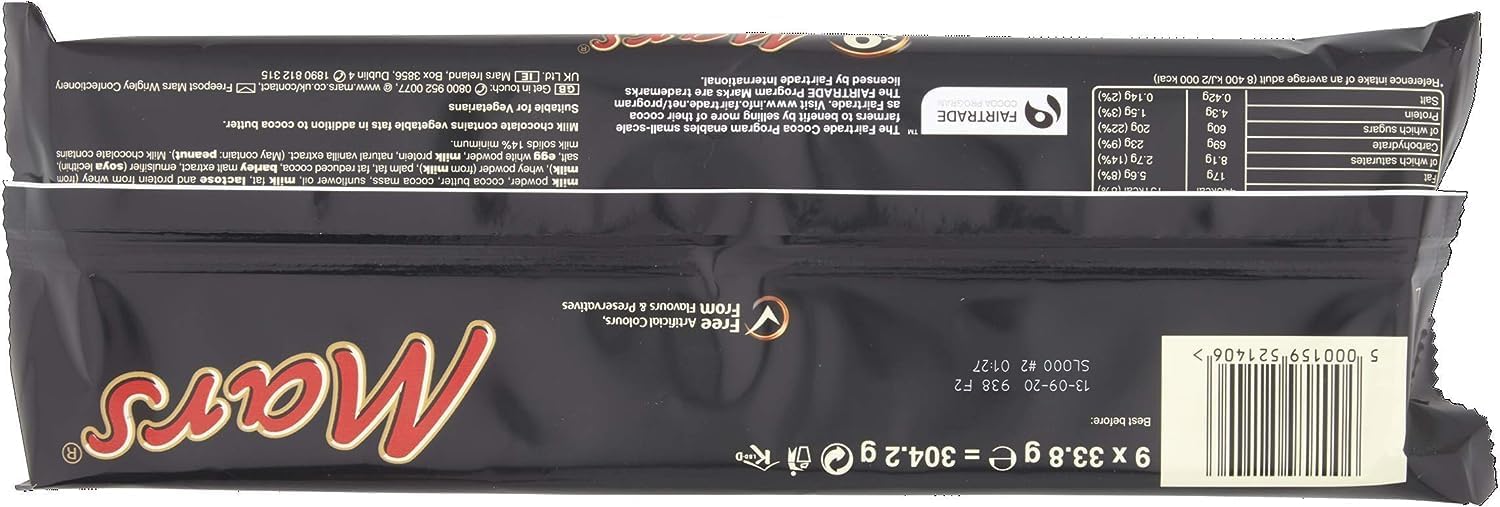 9 x 33.8 g ℮ = 304.2 g
LBD-D
Best before:
13-09-20 938 F2
SL000 #2 01:27
5 000159 521406 >
Mars®
Free Artificial Colours,
From Flavours & Preservatives
Fat 17g 5.6g (8%)
of which saturates 8.1g 2.7g (14%)
Carbohydrate 69g 23g (9%)
of which sugars 60g 20g (22%)
Protein 4.3g 1.5g (3%)
Salt 0.42g 0.14g (2%)
*Reference intake of an average adult (8 400 kJ/2 000 kcal)
FAIRTRADE
COCOA PROGRAM
™
The Fairtrade Cocoa Program enables small-scale
farmers to benefit by selling more of their cocoa
as Fairtrade. Visit www.info.fairtrade.net/program
The FAIRTRADE Program Marks are trademarks
licensed by Fairtrade International.
milk powder, cocoa butter, cocoa mass, sunflower oil, milk fat, lactose and protein from whey (from
milk), whey powder (from milk), palm fat, fat reduced cocoa, barley malt extract, emulsifier (soya lecithin),
salt, egg white powder, milk protein, natural vanilla extract. (May contain: peanut). Milk chocolate contains
milk solids 14% minimum.
Milk chocolate contains vegetable fats in addition to cocoa butter.
Suitable for Vegetarians
GB Get in touch: 0800 952 0077, www.mars.co.uk/contact, Freepost Mars Wrigley Confectionery
UK Ltd. IE Mars Ireland, Box 3856, Dublin 4 1890 812 315
Mars
x9